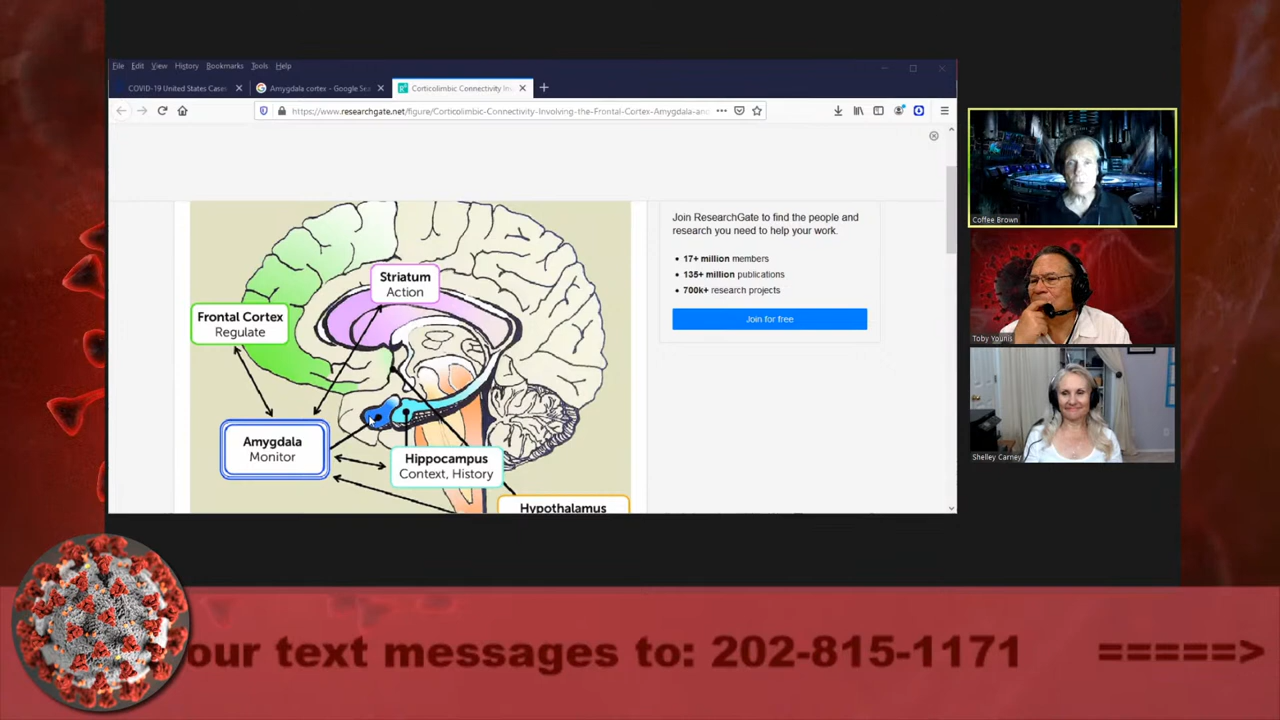 File Edit View History Bookmarks Tools Help
COVID-19 United States Cases
Amygdala cortex - Google Sea
Corticolimbic Connectivity Inv
https://www.researchgate.net/figure/Corticolimbic-Connectivity-Involving-the-Frontal-Cortex-Amygdala-and
Striatum
Action
Frontal Cortex
Regulate
Amygdala
Monitor
Hippocampus
Context, History
Hypothalamus
Join ResearchGate to find the people and
research you need to help your work.
17+ million members
135+ million publications
700k+ research projects
Join for free
Coffee Brown
Toby Younis
Shelley Carney
our text messages to: 202-815-1171 =====>